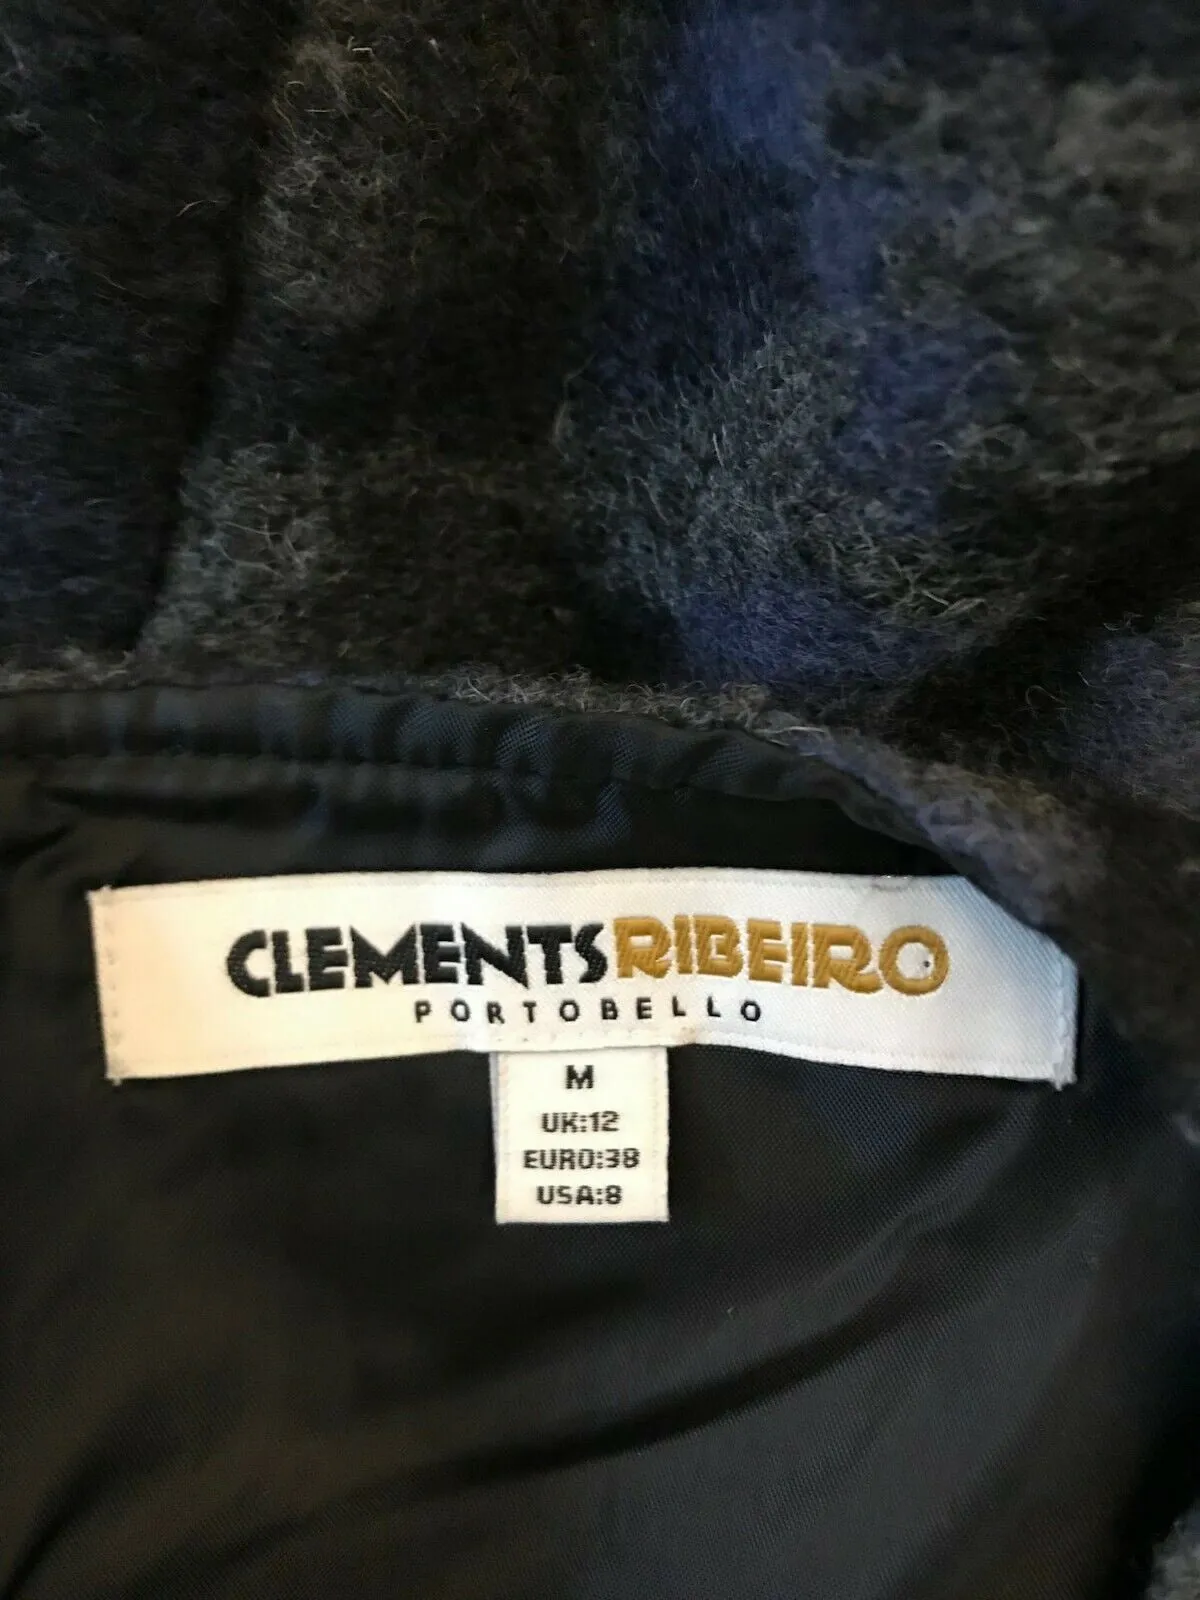 CLEMENTSRIBEIRO
PORTOBELLO
M
UK:12
EURO:38
USA:8